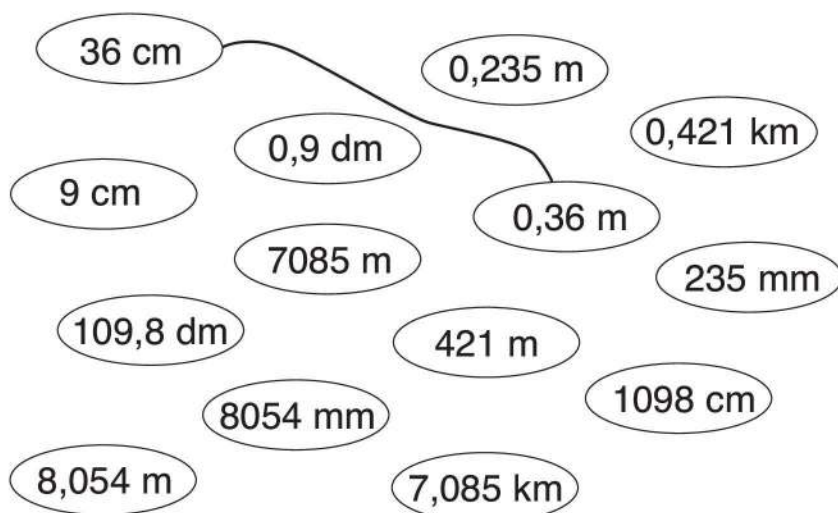 36 cm
0,235 m
0,421 km
0,9 dm
9 cm
0,36 m
7085 m
235 mm
109,8 dm
421 m
1098 cm
8054 mm
8,054 m
7,085 km